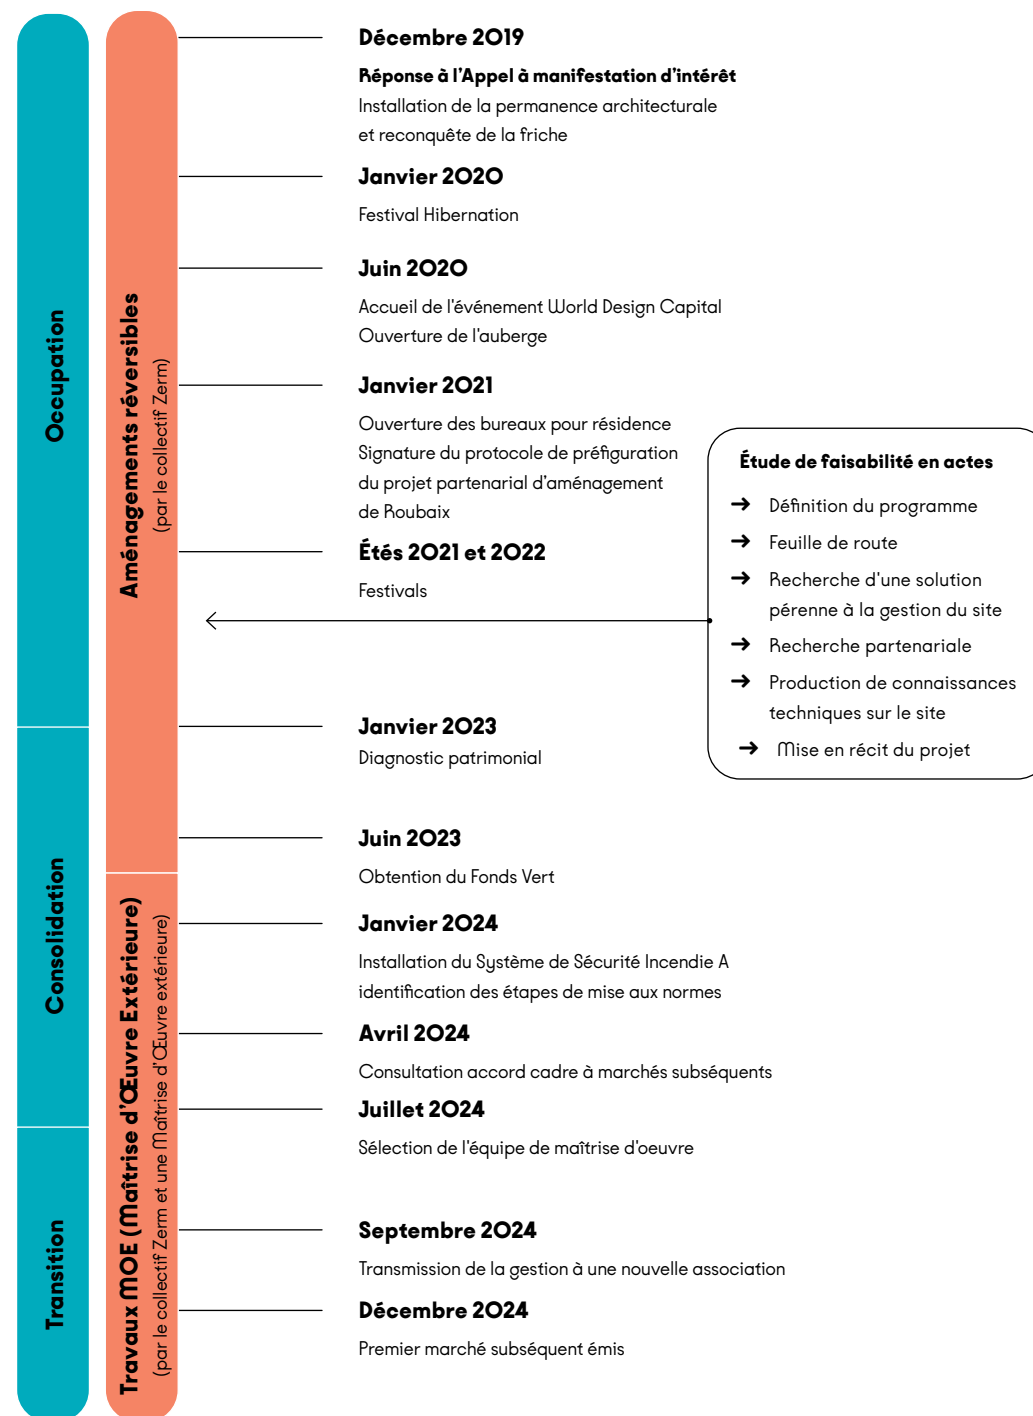 Occupation
Consolidation
Transition
Aménagements réversibles
(par le collectif Zerm)
Travaux MOE (Maîtrise d'Œuvre Extérieure)
(par le collectif Zerm et une Maîtrise d'Œuvre extérieure)
Décembre 2019
Réponse à l'Appel à manifestation d'intérêt
Installation de la permanence architecturale
et reconquête de la friche
Janvier 2020
Festival Hibernation
Juin 2020
Accueil de l'événement World Design Capital
Ouverture de l'auberge
Janvier 2021
Ouverture des bureaux pour résidence
Signature du protocole de préfiguration
du projet partenarial d'aménagement
de Roubaix
Étés 2021 et 2022
Festivals
Étude de faisabilité en actes
→ Définition du programme
→ Feuille de route
→ Recherche d'une solution
pérenne à la gestion du site
→ Recherche partenariale
→ Production de connaissances
techniques sur le site
→ Mise en récit du projet
Janvier 2023
Diagnostic patrimonial
Juin 2023
Obtention du Fonds Vert
Janvier 2024
Installation du Système de Sécurité Incendie A
identification des étapes de mise aux normes
Avril 2024
Consultation accord cadre à marchés subséquents
Juillet 2024
Sélection de l'équipe de maîtrise d'oeuvre
Septembre 2024
Transmission de la gestion à une nouvelle association
Décembre 2024
Premier marché subséquent émis